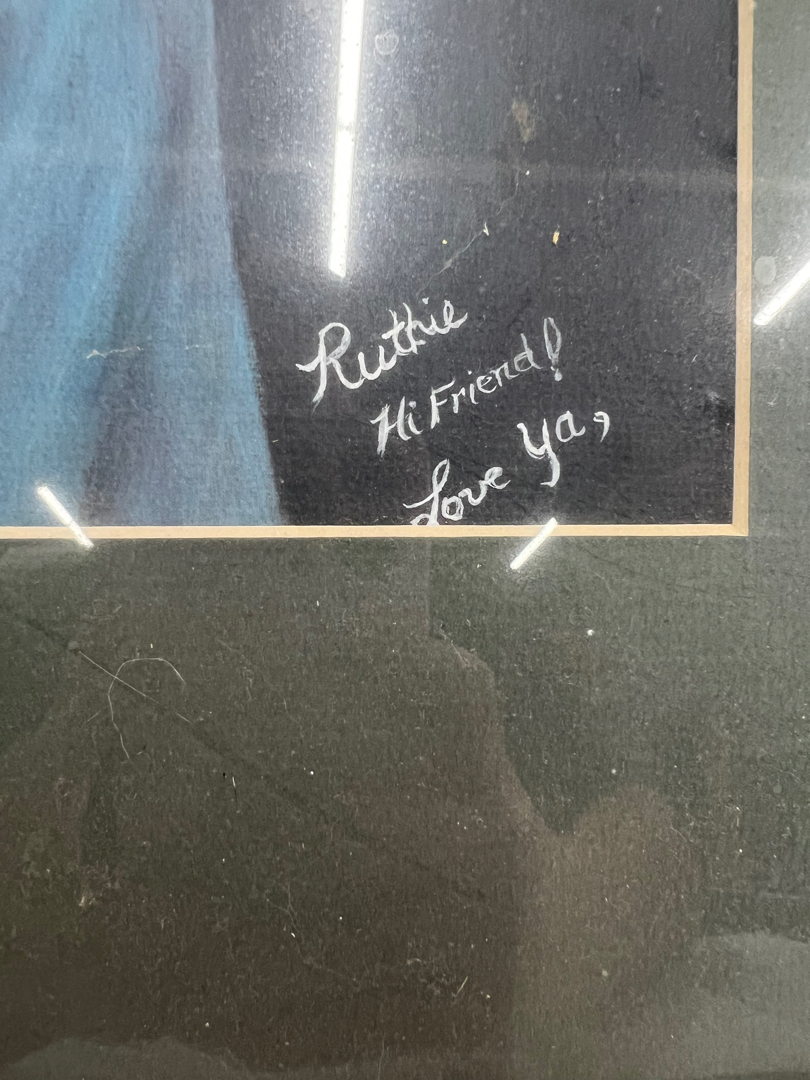 Ruthie
Hi Friend!
Love Ya,